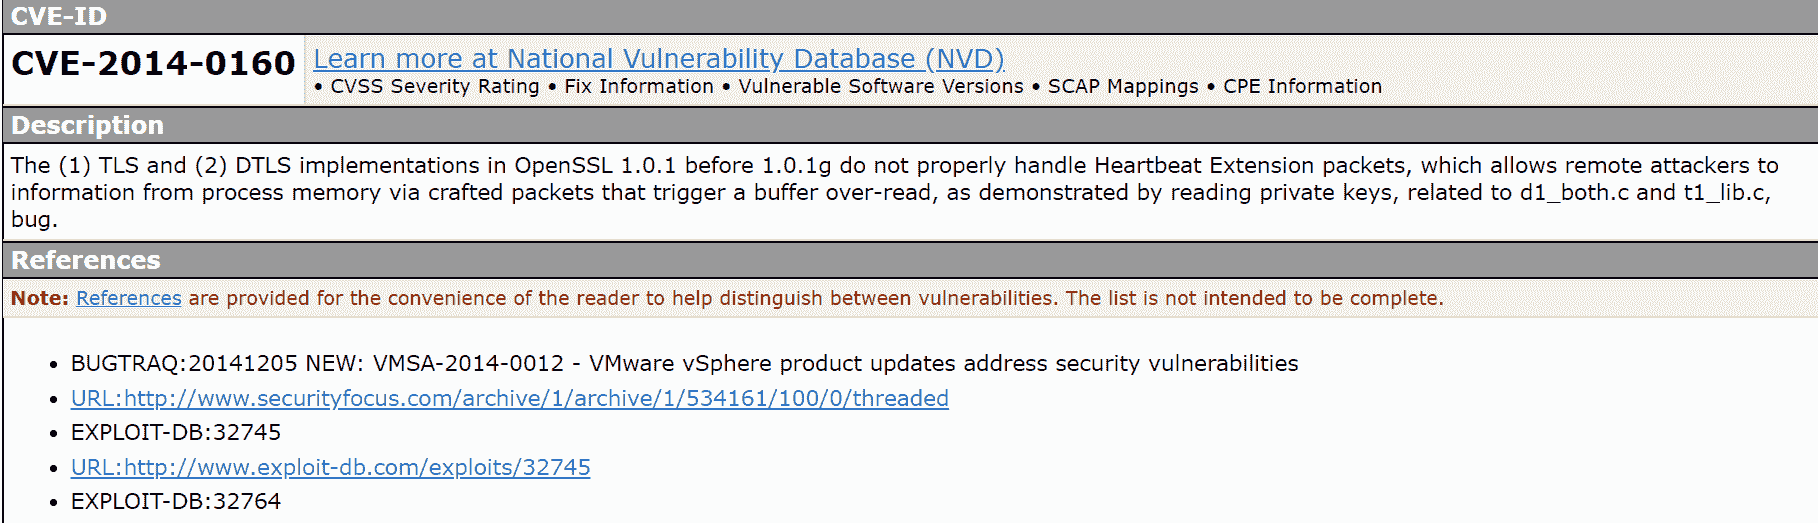 CVE-ID
CVE-2014-0160
Learn more at National Vulnerability Database (NVD)
• CVSS Severity Rating • Fix Information • Vulnerable Software Versions • SCAP Mappings • CPE Information
Description
The (1) TLS and (2) DTLS implementations in OpenSSL 1.0.1 before 1.0.1g do not properly handle Heartbeat Extension packets, which allows remote attackers to
information from process memory via crafted packets that trigger a buffer over-read, as demonstrated by reading private keys, related to d1_both.c and t1_lib.c,
bug.
References
Note: References are provided for the convenience of the reader to help distinguish between vulnerabilities. The list is not intended to be complete.
• BUGTRAQ:20141205 NEW: VMSA-2014-0012 - VMware vSphere product updates address security vulnerabilities
• URL:http://www.securityfocus.com/archive/1/archive/1/534161/100/0/threaded
• EXPLOIT-DB:32745
• URL:http://www.exploit-db.com/exploits/32745
• EXPLOIT-DB:32764